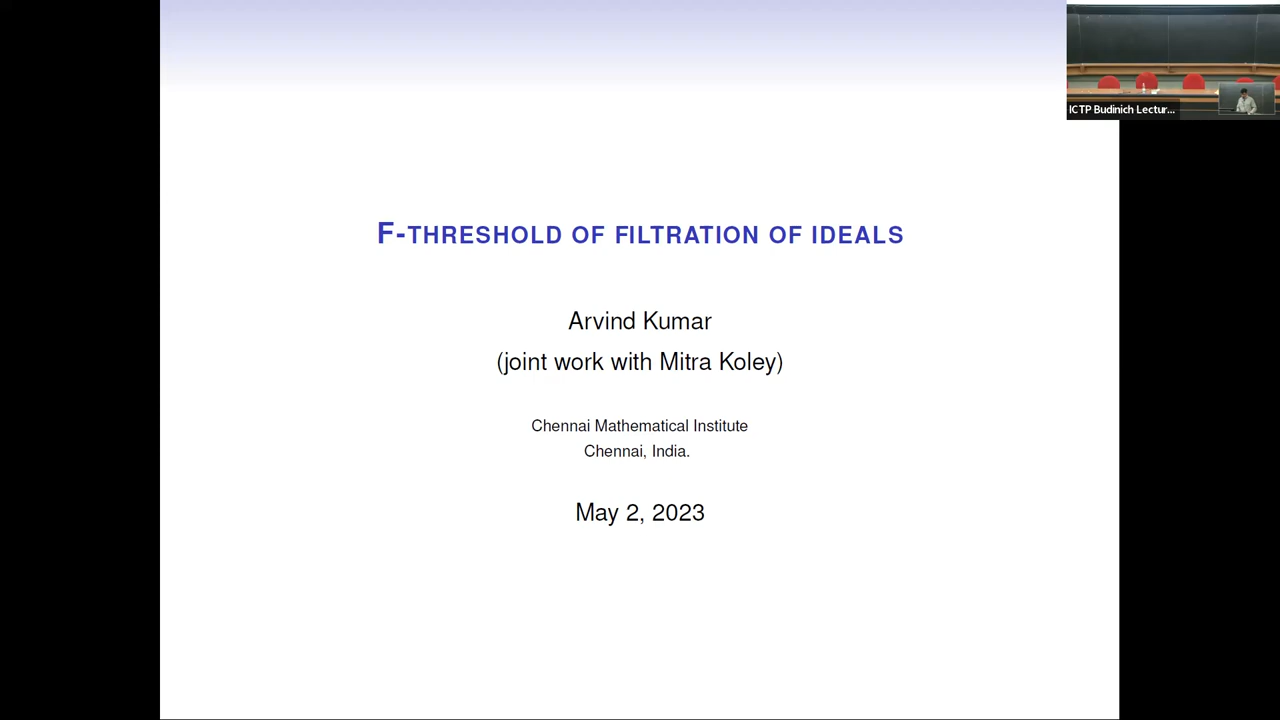 ICTP Budinich Lectur...
F-THRESHOLD OF FILTRATION OF IDEALS
Arvind Kumar
(joint work with Mitra Koley)
Chennai Mathematical Institute
Chennai, India.
May 2, 2023